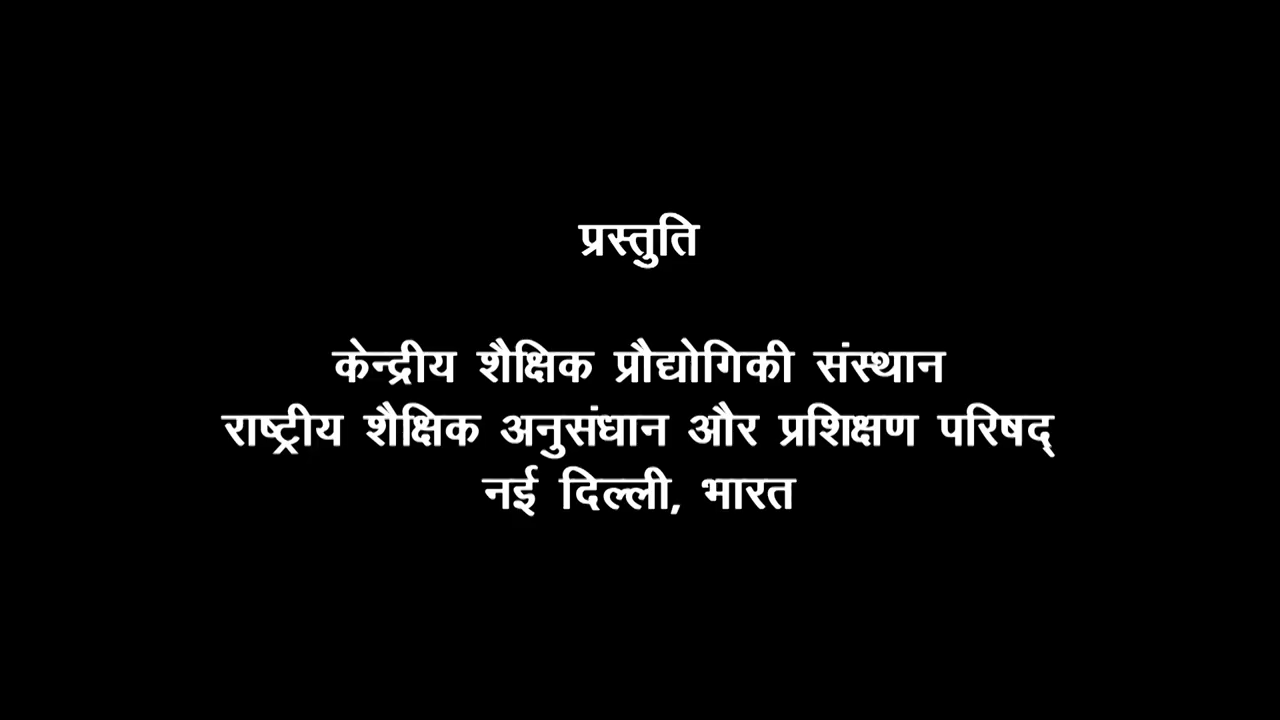 प्रस्तुति
केन्द्रीय शैक्षिक प्रौद्योगिकी संस्थान
राष्ट्रीय शैक्षिक अनुसंधान और प्रशिक्षण परिषद्
नई दिल्ली, भारत